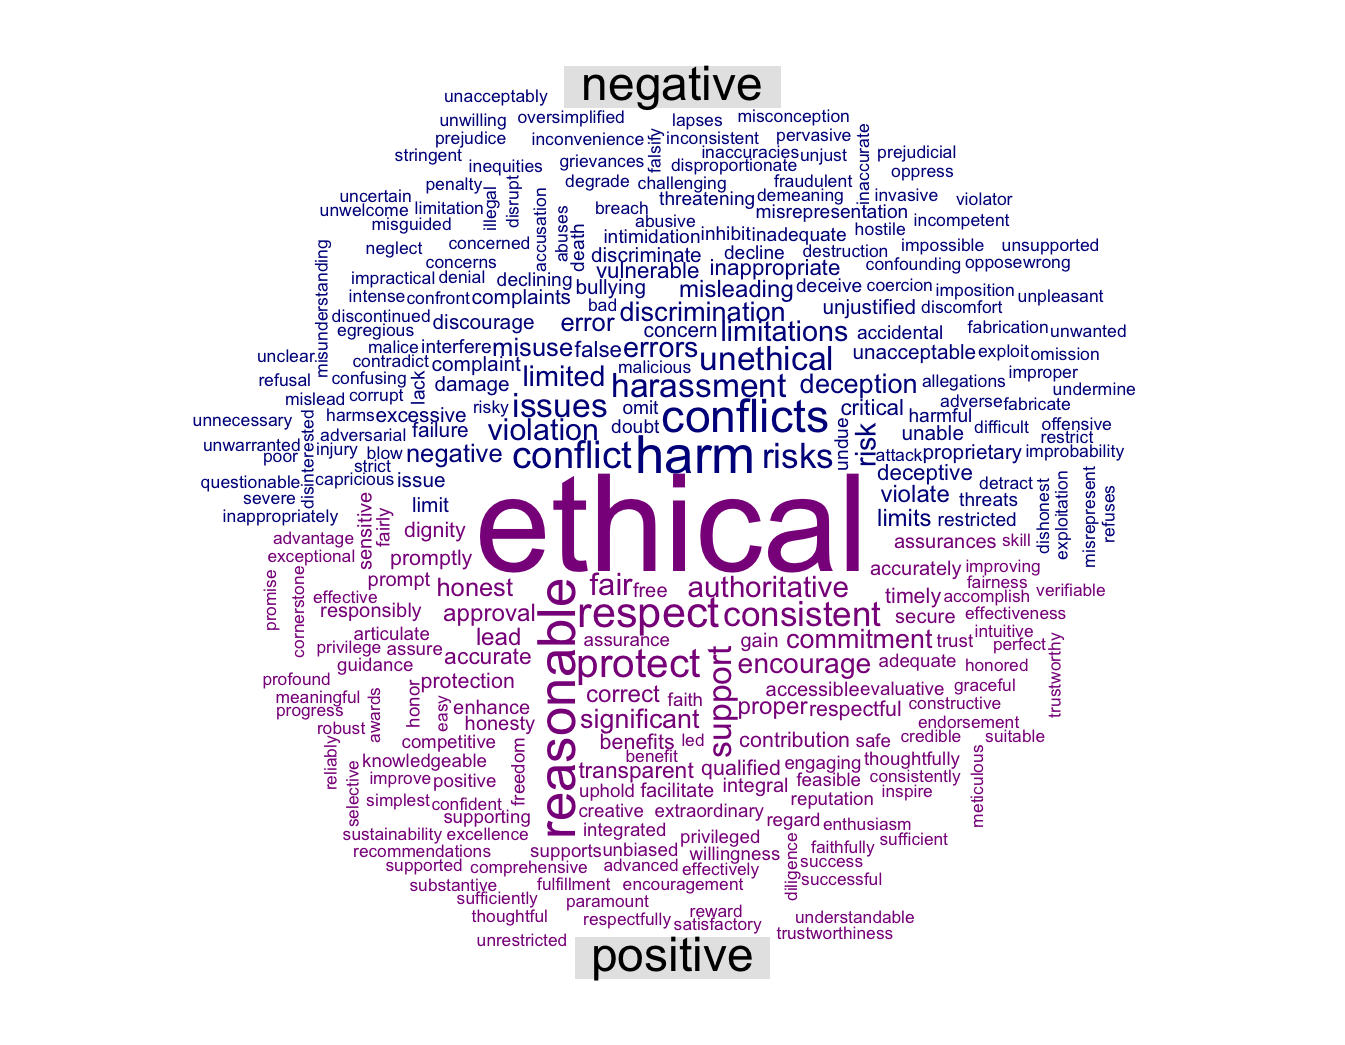 negative
unacceptably
unwilling oversimplified lapses misconception
prejudice inconvenience falsify inconsistent pervasive inaccurate
stringent inequities grievances inaccuracies unjust prejudicial
disproportionate oppress
penalty illegal disrupt degrade challenging fraudulent
uncertain threatening demeaning invasive violator
unwelcome limitation accusation abuses breach misrepresentation
misguided death abusive incompetent
neglect concerned intimidation inhibit inadequate hostile
misunderstanding concerns discriminate decline destruction impossible unsupported
impractical denial declining vulnerable inappropriate confounding oppose wrong
intense confront complaints bullying misleading deceive coercion imposition unpleasant
discontinued discourage bad discrimination unjustified discomfort
egregious error concern limitations accidental fabrication unwanted
malice interfere misuse false errors unethical unacceptable exploit omission
unclear contradict complaint malicious improper
refusal confusing lack damage limited harassment deception allegations undermine
mislead corrupt risky issues omit conflicts critical adverse fabricate
unnecessary harms excessive doubt undue risk harmful offensive
adversarial failure violation unable difficult restrict
unwarranted disinterested injury blow negative conflict harm risks attack proprietary improbability
poor strict
questionable capricious issue deceptive detract
severe limit violate threats dishonest exploitation misrepresent refuses
inappropriately limits restricted
ethical
advantage sensitive fairly dignity assurances skill
exceptional promptly accurately improving
promise cornerstone prompt honest reasonable fair free authoritative fairness
effective timely accomplish verifiable
responsibly approval respect consistent secure effectiveness
articulate lead assurance gain commitment trust intuitive
privilege assure perfect trustworthy
guidance accurate protect support encourage adequate honored
profound protection correct faith accessible evaluative graceful
meaningful awards honor easy enhance proper respectful constructive
progress honesty significant endorsement
robust competitive benefits led contribution safe credible suitable
reliably knowledgeable freedom benefit engaging thoughtfully meticulous
selective improve positive transparent qualified feasible consistently
uphold facilitate integral inspire
simplest confident creative extraordinary reputation
supporting regard enthusiasm
sustainability excellence integrated privileged sufficient
recommendations supports unbiased willingness diligence faithfully
supported comprehensive advanced effectively success
substantive fulfillment encouragement successful
sufficiently paramount
thoughtful respectfully reward understandable
satisfactory
unrestricted trustworthiness
positive